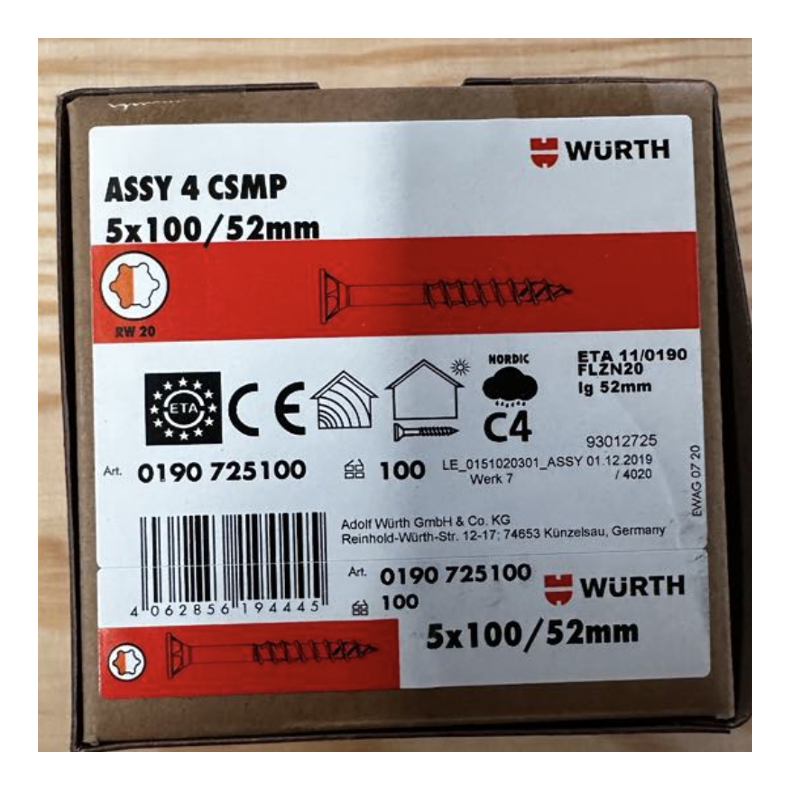 WÜRTH
ASSY 4 CSMP
5x100/52mm
RW 20
ETA
CE
NORDIC
C4
ETA 11/0190
FLZN20
lg 52mm
93012725
Art. 0190 725100 100
LE_0151020301_ASSY 01.12.2019
Werk 7 / 4020
EWAG 07 20
Adolf Würth GmbH & Co. KG
Reinhold-Würth-Str. 12-17; 74653 Künzelsau, Germany
4 062856 194445
Art. 0190 725100
100
WÜRTH
5x100/52mm